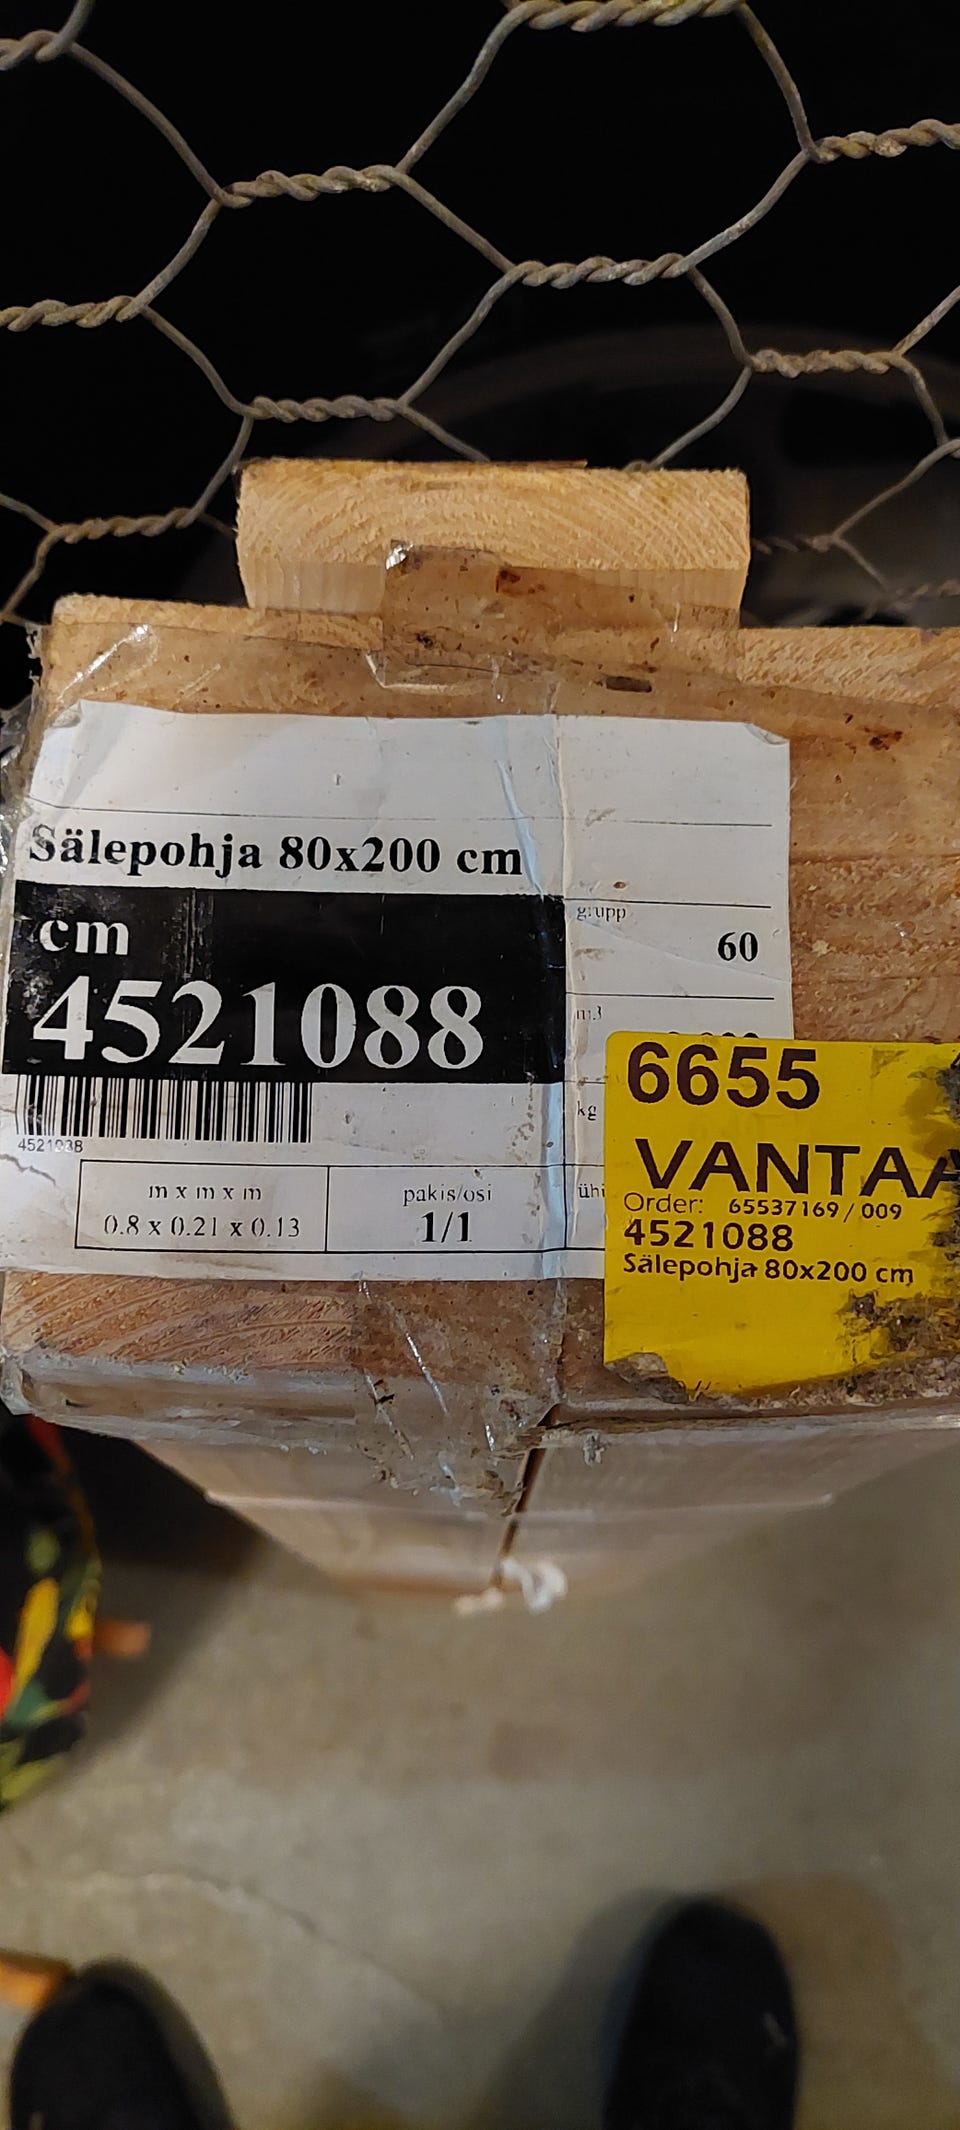 Sälepohja 80x200 cm
cm
4521088
grupp
60
m3
kg
4521088
m x m x m
0.8 x 0.21 x 0.13
pakis/osi
1/1
6655
VANTAA
Order: 65537169 / 009
4521088
Sälepohja 80x200 cm